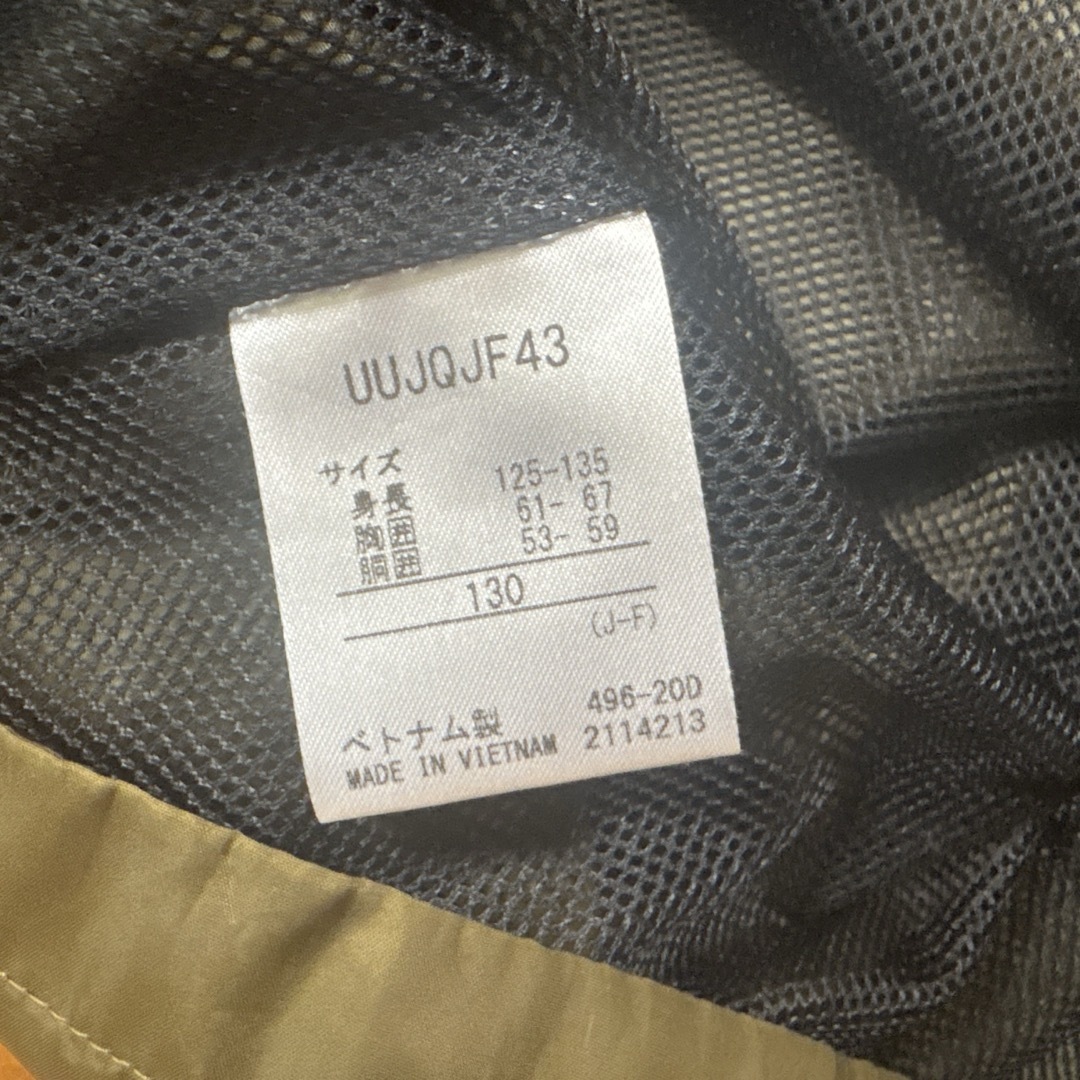 UUJQJF43
サイズ
身長 125-135
胸囲 61- 67
胴囲 53- 59
130
(J-F)
ベトナム製 496-20D
MADE IN VIETNAM 2114213